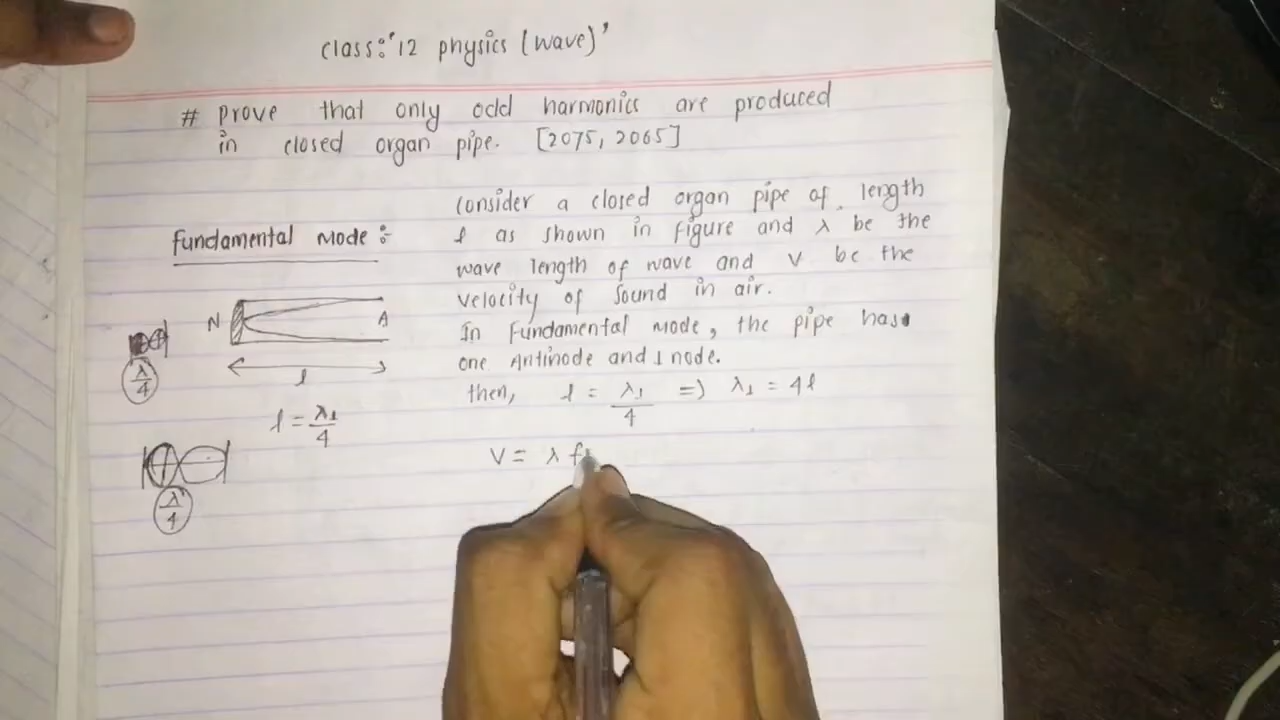 class:'12 physics (wave)'
# prove that only odd harmonics are produced
in closed organ pipe. [2075, 2065]
consider a closed organ pipe of length
fundamental mode :-
l as shown in figure and λ be the
wave length of wave and v be the
velocity of sound in air.
In Fundamental mode, the pipe has
one Antinode and 1 node.
then, l = λ1/4 => λ1 = 4l
N A
l
λ/4
l = λ1/4
V = λ f
λ/4